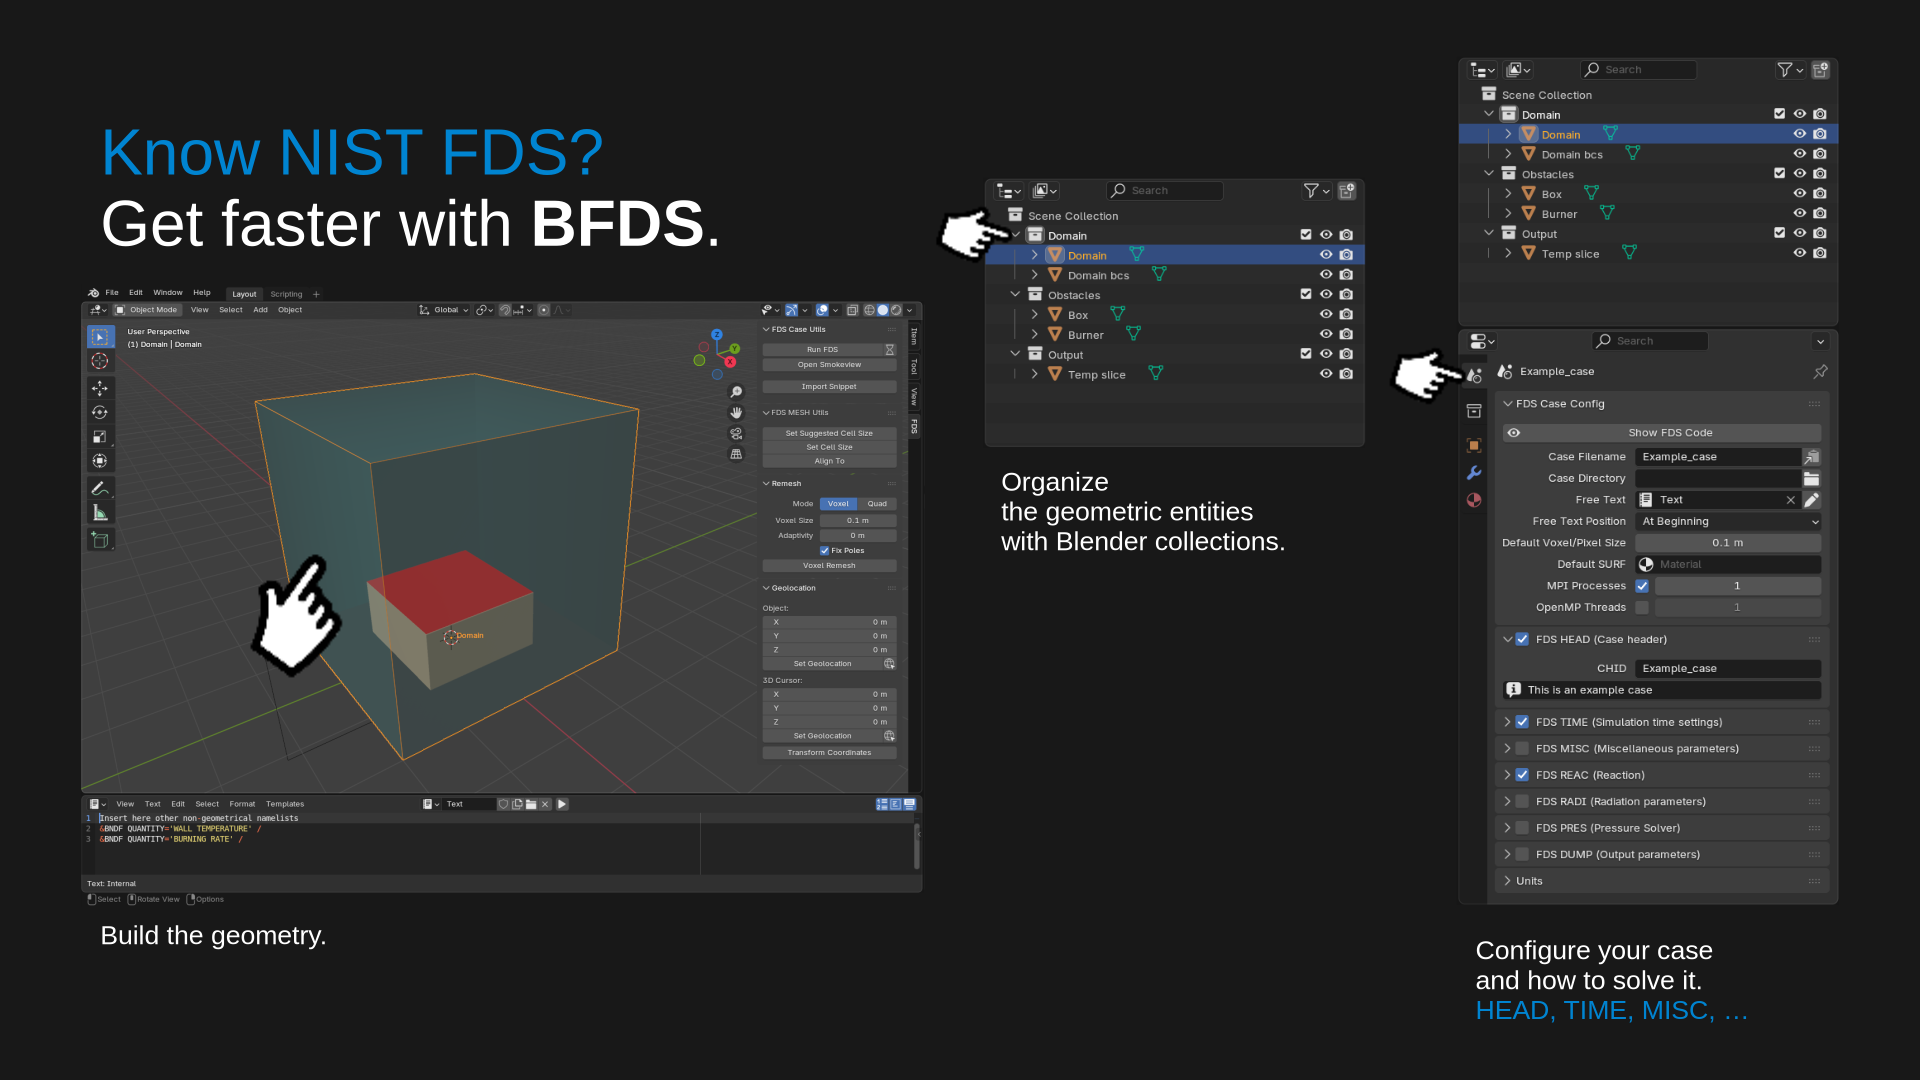 Know NIST FDS?
Get faster with BFDS.
File Edit Window Help Layout Scripting +
Object Mode View Select Add Object Global
User Perspective
(1) Domain | Domain
Z
Y
X
Domain
FDS Case Utils
Run FDS
Open Smokeview
Import Snippet
FDS MESH Utils
Set Suggested Cell Size
Set Cell Size
Align To
Remesh
Mode Voxel Quad
Voxel Size 0.1 m
Adaptivity 0 m
Fix Poles
Voxel Remesh
Geolocation
Object:
X 0 m
Y 0 m
Z 0 m
Set Geolocation
3D Cursor:
X 0 m
Y 0 m
Z 0 m
Set Geolocation
Transform Coordinates
Item
Tool
View
FDS
View Text Edit Select Format Templates Text
1 Insert here other non-geometrical namelists
2 &BNDF QUANTITY='WALL TEMPERATURE' /
3 &BNDF QUANTITY='BURNING RATE' /
Text: Internal
Select Rotate View Options
Build the geometry.
Search
Scene Collection
Domain
Domain
Domain bcs
Obstacles
Box
Burner
Output
Temp slice
Organize
the geometric entities
with Blender collections.
Search
Scene Collection
Domain
Domain
Domain bcs
Obstacles
Box
Burner
Output
Temp slice
Search
Example_case
FDS Case Config
Show FDS Code
Case Filename Example_case
Case Directory
Free Text Text
Free Text Position At Beginning
Default Voxel/Pixel Size 0.1 m
Default SURF Material
MPI Processes 1
OpenMP Threads 1
FDS HEAD (Case header)
CHID Example_case
This is an example case
FDS TIME (Simulation time settings)
FDS MISC (Miscellaneous parameters)
FDS REAC (Reaction)
FDS RADI (Radiation parameters)
FDS PRES (Pressure Solver)
FDS DUMP (Output parameters)
Units
Configure your case
and how to solve it.
HEAD, TIME, MISC, …